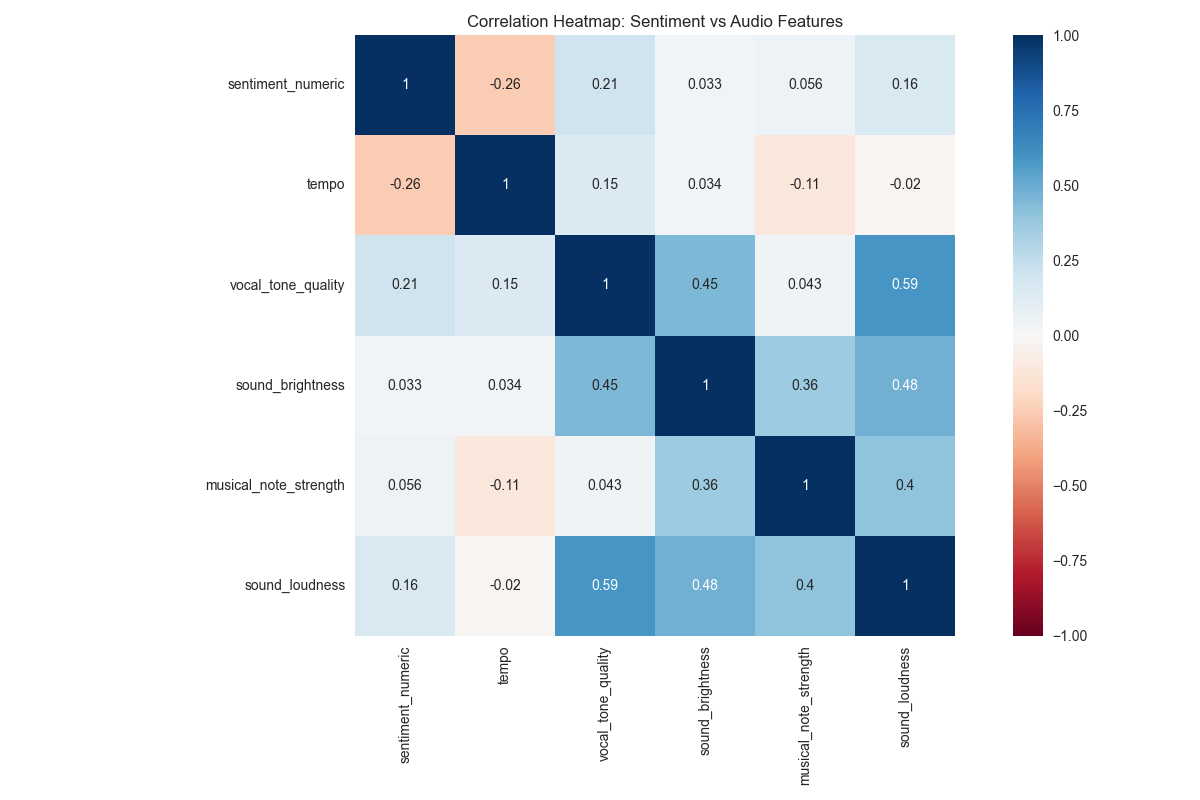 Correlation Heatmap: Sentiment vs Audio Features
sentiment_numeric 1 -0.26 0.21 0.033 0.056 0.16
tempo -0.26 1 0.15 0.034 -0.11 -0.02
vocal_tone_quality 0.21 0.15 1 0.45 0.043 0.59
sound_brightness 0.033 0.034 0.45 1 0.36 0.48
musical_note_strength 0.056 -0.11 0.043 0.36 1 0.4
sound_loudness 0.16 -0.02 0.59 0.48 0.4 1
sentiment_numeric
tempo
vocal_tone_quality
sound_brightness
musical_note_strength
sound_loudness
1.00
0.75
0.50
0.25
0.00
−0.25
−0.50
−0.75
−1.00